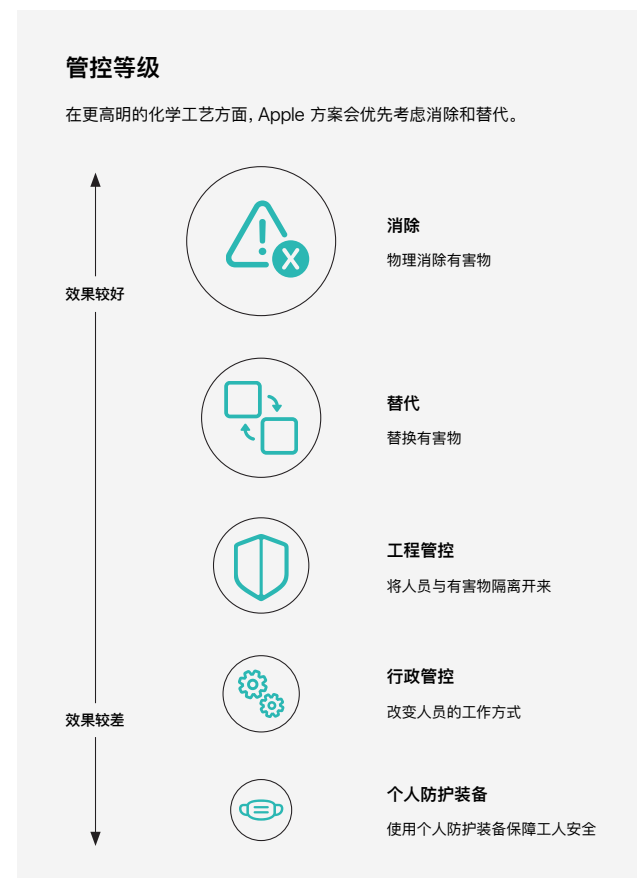 管控等级
在更高明的化学工艺方面，Apple 方案会优先考虑消除和替代。
消除
物理消除有害物
效果较好
替代
替换有害物
工程管控
将人员与有害物隔离开来
行政管控
改变人员的工作方式
效果较差
个人防护装备
使用个人防护装备保障工人安全